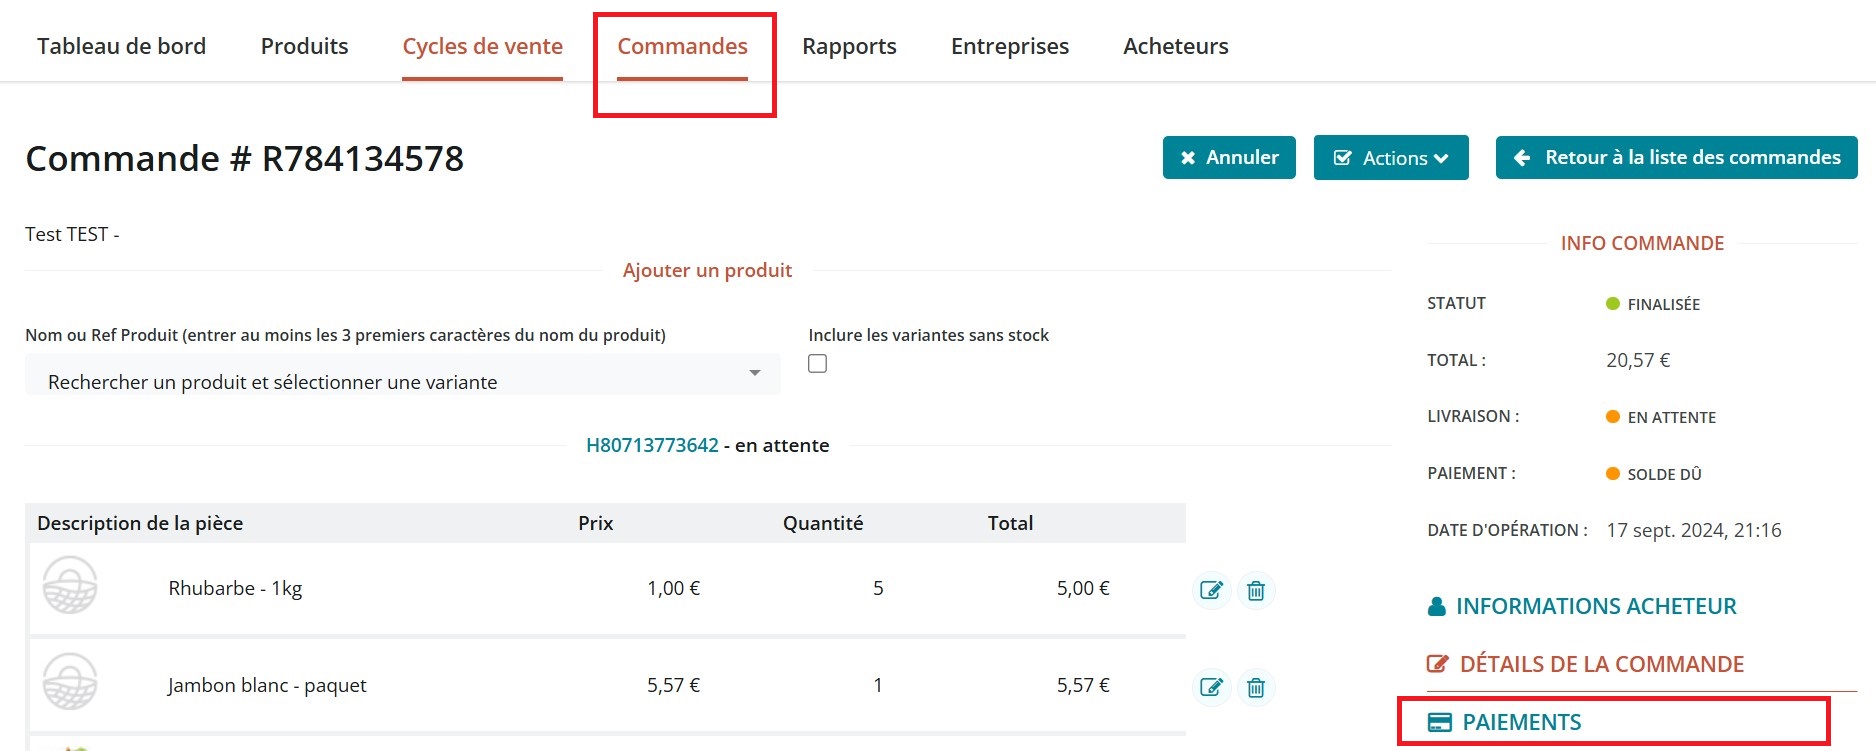 Tableau de bord Produits Cycles de vente Commandes Rapports Entreprises Acheteurs
Commande # R784134578
Annuler Actions Retour à la liste des commandes
Test TEST -
Ajouter un produit
Nom ou Ref Produit (entrer au moins les 3 premiers caractères du nom du produit)
Rechercher un produit et sélectionner une variante
Inclure les variantes sans stock
H80713773642 - en attente
Description de la pièce Prix Quantité Total
Rhubarbe - 1kg 1,00 € 5 5,00 €
Jambon blanc - paquet 5,57 € 1 5,57 €
INFO COMMANDE
STATUT FINALISÉE
TOTAL : 20,57 €
LIVRAISON : EN ATTENTE
PAIEMENT : SOLDE DÛ
DATE D'OPÉRATION : 17 sept. 2024, 21:16
INFORMATIONS ACHETEUR
DÉTAILS DE LA COMMANDE
PAIEMENTS